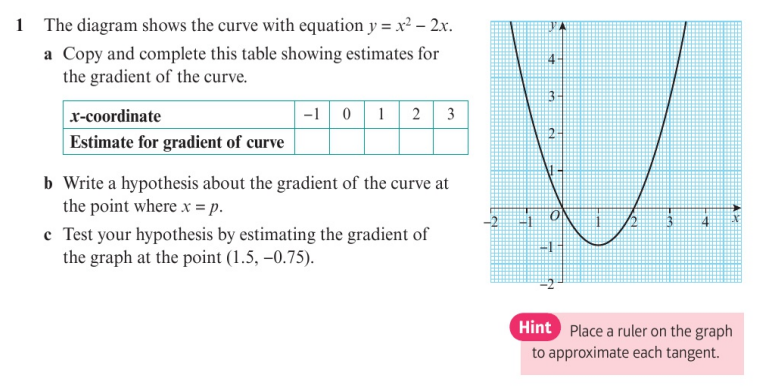 1 The diagram shows the curve with equation y = x² – 2x.
a Copy and complete this table showing estimates for
the gradient of the curve.
x-coordinate –1 0 1 2 3
Estimate for gradient of curve
b Write a hypothesis about the gradient of the curve at
the point where x = p.
c Test your hypothesis by estimating the gradient of
the graph at the point (1.5, –0.75).
y
4
3
2
1
–2 –1 O 1 2 3 4 x
–1
–2
Hint Place a ruler on the graph
to approximate each tangent.